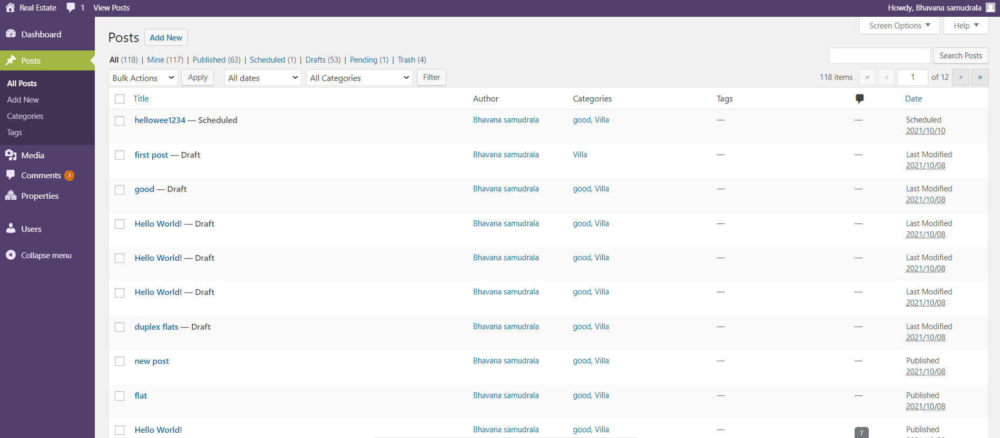 Real Estate 1 View Posts Howdy, Bhavana samudrala
Dashboard
Posts
All Posts
Add New
Categories
Tags
Media
Comments 1
Properties
Users
Collapse menu
Screen Options Help
Posts Add New
All (118) | Mine (117) | Published (63) | Scheduled (1) | Drafts (53) | Pending (1) | Trash (4)
Search Posts
Bulk Actions Apply All dates All Categories Filter 118 items « ‹ 1 of 12 › »
Title Author Categories Tags Date
hellowee1234 — Scheduled Bhavana samudrala good, Villa — — Scheduled
2021/10/10
first post — Draft Bhavana samudrala Villa — — Last Modified
2021/10/08
good — Draft Bhavana samudrala good, Villa — — Last Modified
2021/10/08
Hello World! — Draft Bhavana samudrala good, Villa — — Last Modified
2021/10/08
Hello World! — Draft Bhavana samudrala good, Villa — — Last Modified
2021/10/08
Hello World! — Draft Bhavana samudrala good, Villa — — Last Modified
2021/10/08
duplex flats — Draft Bhavana samudrala good, Villa — — Last Modified
2021/10/08
new post Bhavana samudrala good, Villa — — Published
2021/10/08
flat Bhavana samudrala good, Villa — — Published
2021/10/08
Hello World! Bhavana samudrala good, Villa — 7 Published